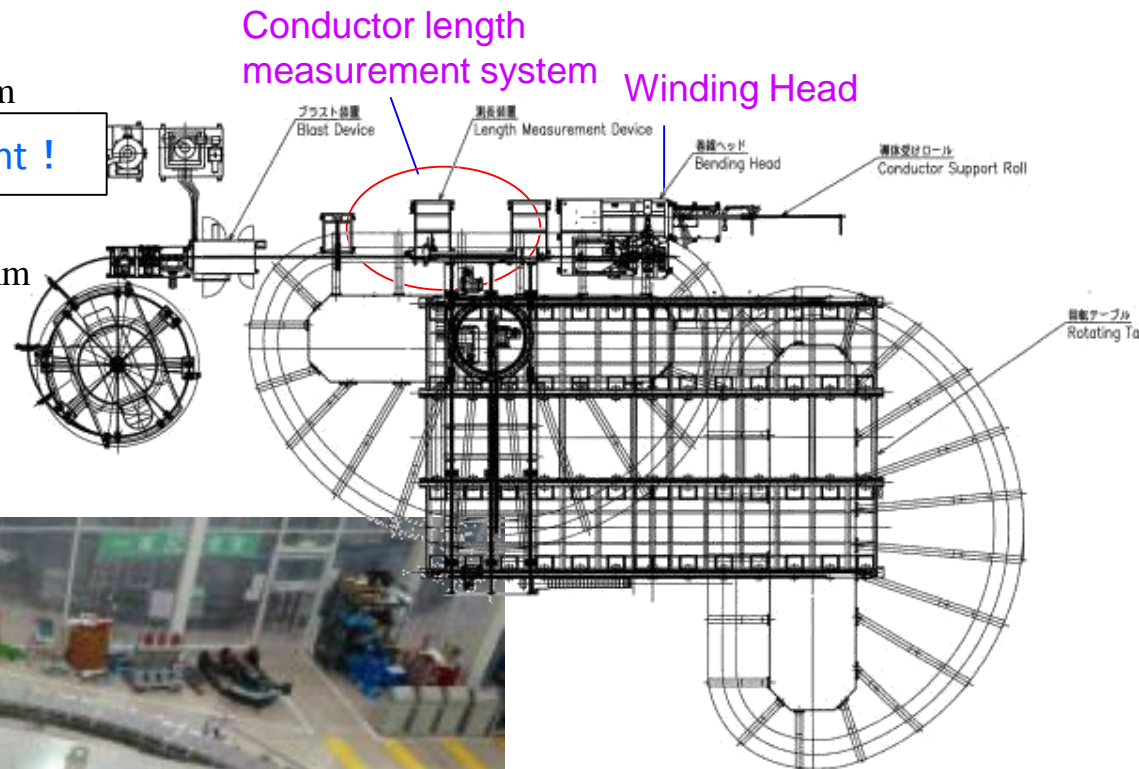 Conductor length
measurement system
Winding Head
m
nt !
ブラスト装置
Blast Device
測長装置
Length Measurement Device
巻線ヘッド
Bending Head
導体受けロール
Conductor Support Roll
m
回転テーブル
Rotating Ta